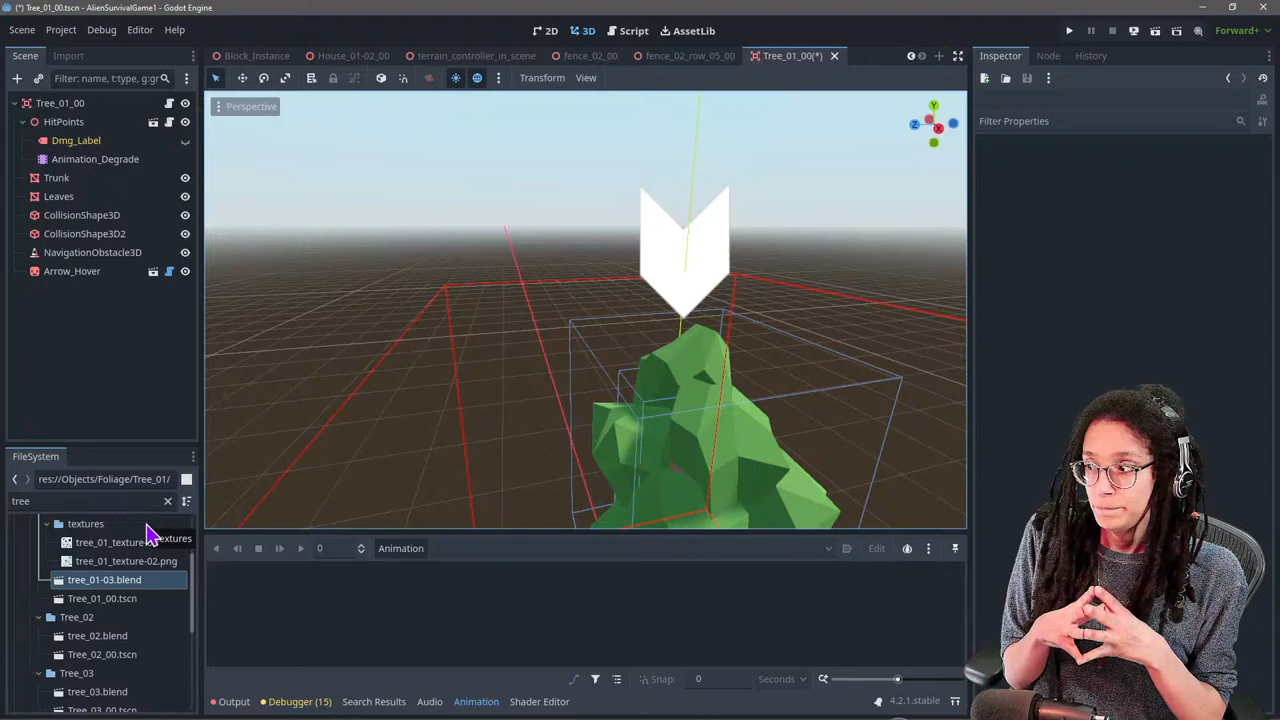 (*) Tree_01_00.tscn - AlienSurvivalGame1 - Godot Engine
Scene Project Debug Editor Help
2D 3D Script AssetLib
Forward+
Scene Import
Block_Instance House_01-02_00 terrain_controller_in_scene fence_02_00 fence_02_row_05_00 Tree_01_00(*)
Inspector Node History
Filter: name, t:type, g:gr
Transform View
Perspective
Y
Z X
Filter Properties
Tree_01_00
HitPoints
Dmg_Label
Animation_Degrade
Trunk
Leaves
CollisionShape3D
CollisionShape3D2
NavigationObstacle3D
Arrow_Hover
FileSystem
res://Objects/Foliage/Tree_01/
tree
textures
textures
tree_01_texture-02.png
tree_01-03.blend
Tree_01_00.tscn
Tree_02
tree_02.blend
Tree_02_00.tscn
Tree_03
tree_03.blend
Tree_03_00.tscn
0 Animation Edit
Snap: 0 Seconds
Output Debugger (15) Search Results Audio Animation Shader Editor
4.2.1.stable